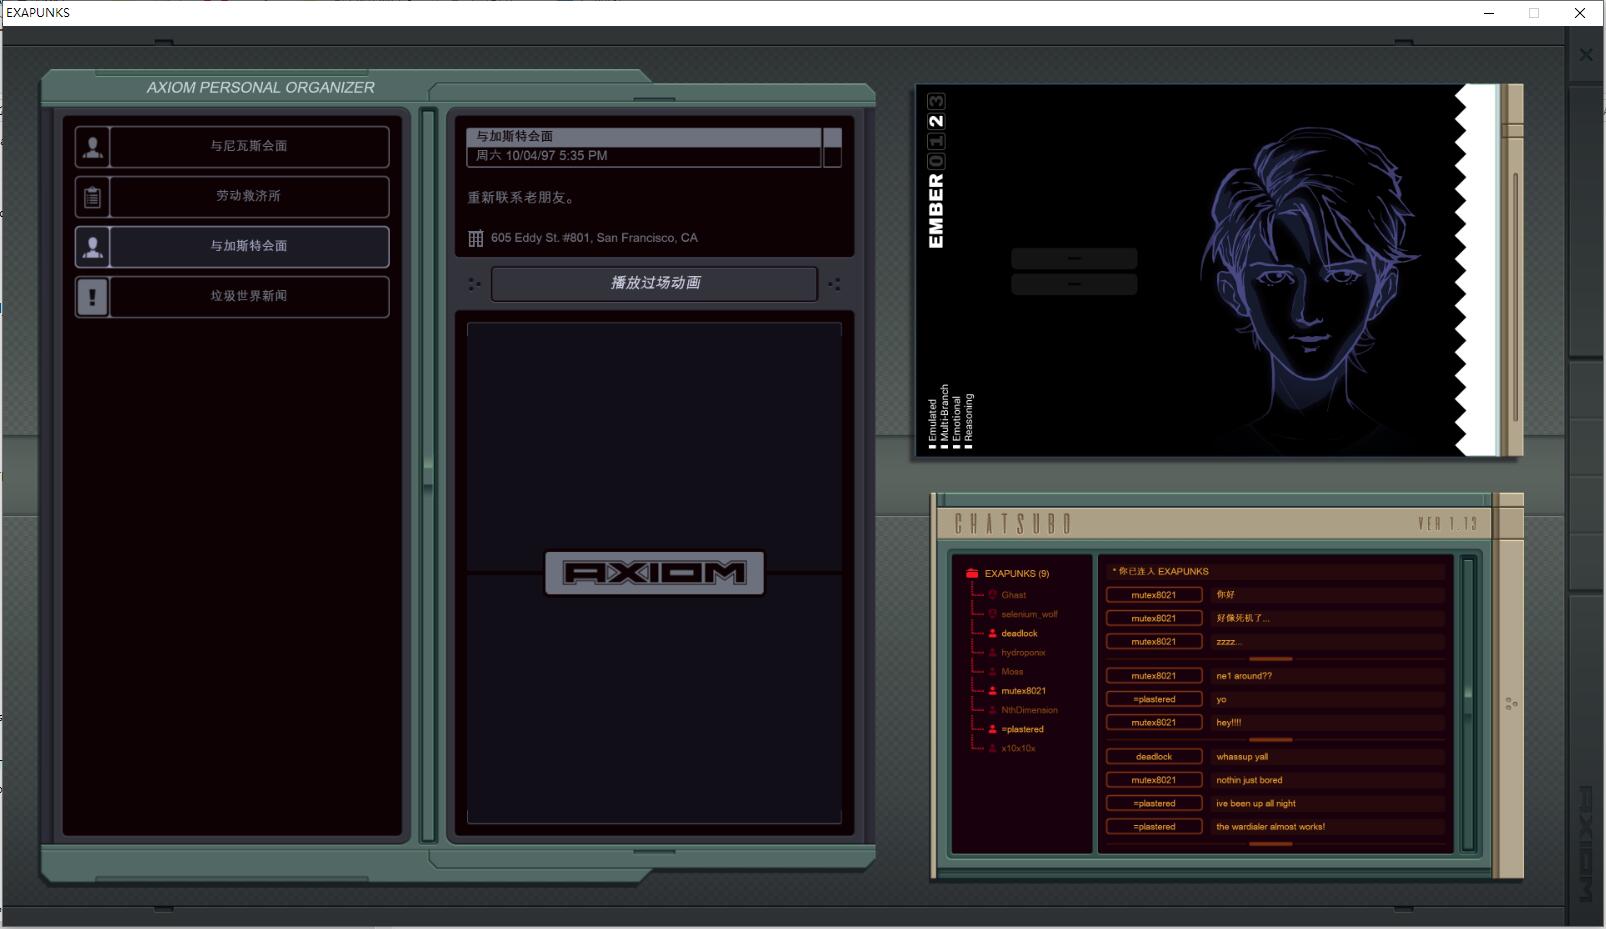 EXAPUNKS
AXIOM PERSONAL ORGANIZER
与尼瓦斯会面
劳动救济所
与加斯特会面
垃圾世界新闻
与加斯特会面
周六 10/04/97 5:35 PM
重新联系老朋友。
605 Eddy St. #801, San Francisco, CA
播放过场动画
AXIOM
EMBER 0 1 2 3
Emulated
Multi-Branch
Emotional
Reasoning
CHATSUBO
VER 1.13
EXAPUNKS (9)
Ghast
selenium_wolf
deadlock
hydroponix
Moss
mutex8021
NthDimension
=plastered
x10x10x
* 你已连入 EXAPUNKS
mutex8021 你好
mutex8021 好像死机了...
mutex8021 zzzz...
mutex8021 ne1 around??
=plastered yo
mutex8021 hey!!!!
deadlock whassup yall
mutex8021 nothin just bored
=plastered ive been up all night
=plastered the wardialer almost works!
AXIOM